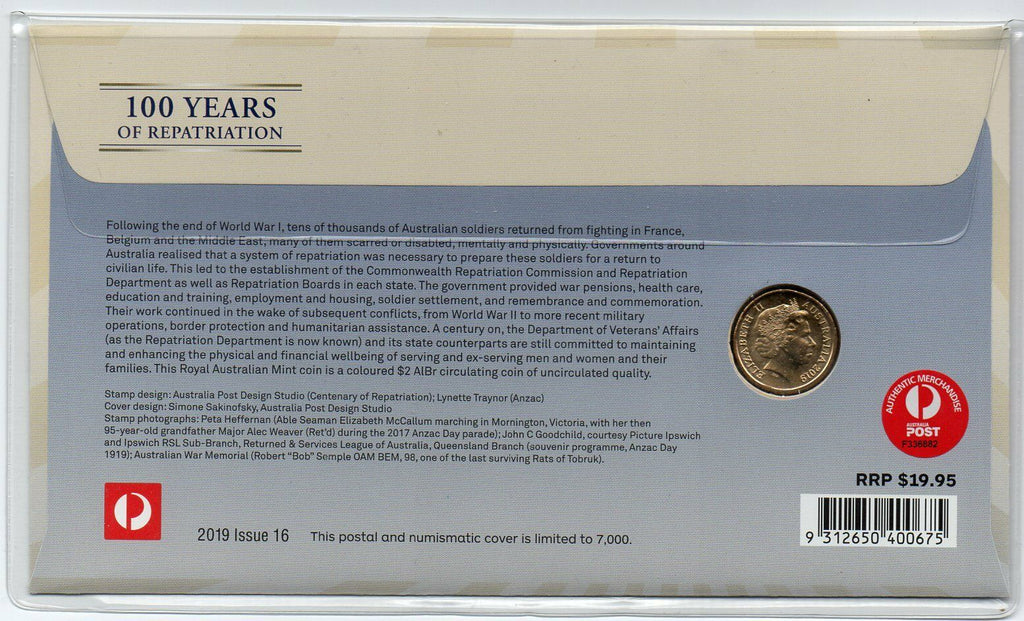 100 YEARS
OF REPATRIATION
Following the end of World War I, tens of thousands of Australian soldiers returned from fighting in France,
Belgium and the Middle East, many of them scarred or disabled, mentally and physically. Governments around
Australia realised that a system of repatriation was necessary to prepare these soldiers for a return to
civilian life. This led to the establishment of the Commonwealth Repatriation Commission and Repatriation
Department as well as Repatriation Boards in each state. The government provided war pensions, health care,
education and training, employment and housing, soldier settlement, and remembrance and commemoration.
Their work continued in the wake of subsequent conflicts, from World War II to more recent military
operations, border protection and humanitarian assistance. A century on, the Department of Veterans' Affairs
(as the Repatriation Department is now known) and its state counterparts are still committed to maintaining
and enhancing the physical and financial wellbeing of serving and ex-serving men and women and their
families. This Royal Australian Mint coin is a coloured $2 AlBr circulating coin of uncirculated quality.
Stamp design: Australia Post Design Studio (Centenary of Repatriation); Lynette Traynor (Anzac)
Cover design: Simone Sakinofsky, Australia Post Design Studio
Stamp photographs: Peta Heffernan (Able Seaman Elizabeth McCallum marching in Mornington, Victoria, with her then
95-year-old grandfather Major Alec Weaver (Ret'd) during the 2017 Anzac Day parade); John C Goodchild, courtesy Picture Ipswich
and Ipswich RSL Sub-Branch, Returned & Services League of Australia, Queensland Branch (souvenir programme, Anzac Day
1919); Australian War Memorial (Robert "Bob" Semple OAM BEM, 98, one of the last surviving Rats of Tobruk).
ELIZABETH II AUSTRALIA 2018
AUTHENTIC MERCHANDISE
AUSTRALIA
POST
F336882
RRP $19.95
9 312650 400675
2019 Issue 16
This postal and numismatic cover is limited to 7,000.